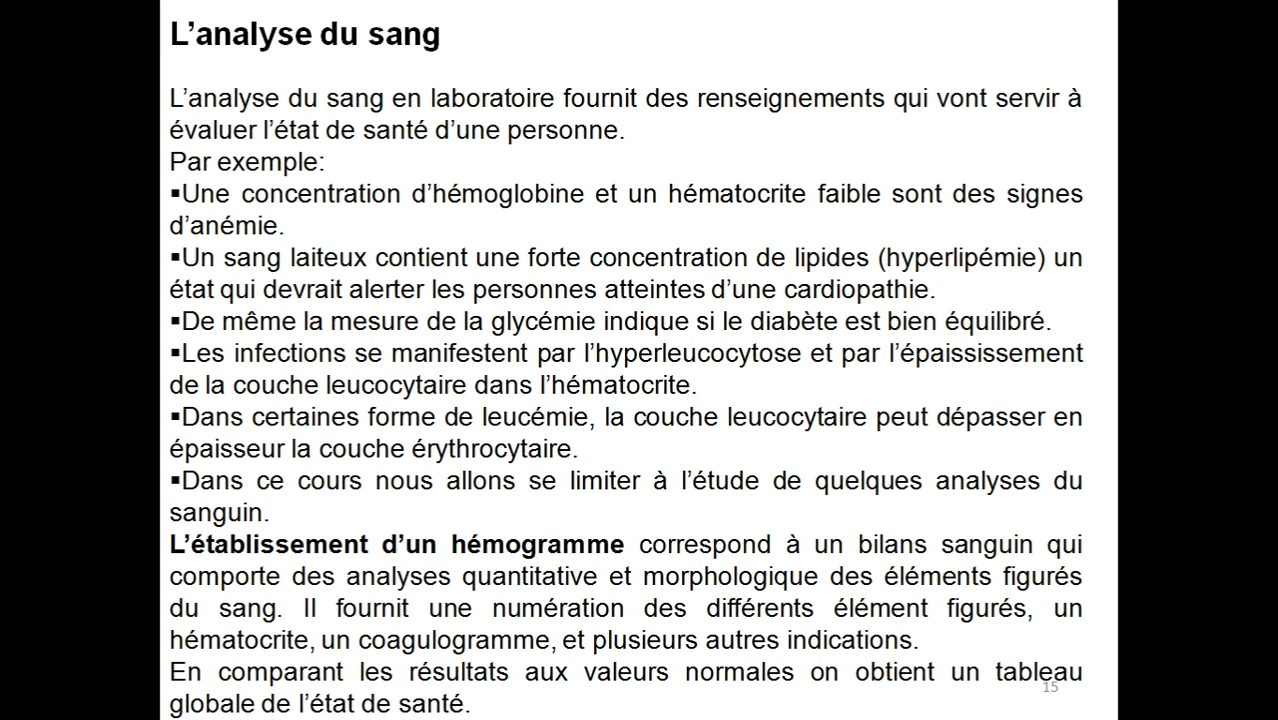 L’analyse du sang
L’analyse du sang en laboratoire fournit des renseignements qui vont servir à
évaluer l’état de santé d’une personne.
Par exemple:
▪Une concentration d’hémoglobine et un hématocrite faible sont des signes
d’anémie.
▪Un sang laiteux contient une forte concentration de lipides (hyperlipémie) un
état qui devrait alerter les personnes atteintes d’une cardiopathie.
▪De même la mesure de la glycémie indique si le diabète est bien équilibré.
▪Les infections se manifestent par l’hyperleucocytose et par l’épaississement
de la couche leucocytaire dans l’hématocrite.
▪Dans certaines forme de leucémie, la couche leucocytaire peut dépasser en
épaisseur la couche érythrocytaire.
▪Dans ce cours nous allons se limiter à l’étude de quelques analyses du
sanguin.
L’établissement d’un hémogramme correspond à un bilans sanguin qui
comporte des analyses quantitative et morphologique des éléments figurés
du sang. Il fournit une numération des différents élément figurés, un
hématocrite, un coagulogramme, et plusieurs autres indications.
En comparant les résultats aux valeurs normales on obtient un tableau
globale de l’état de santé.
15